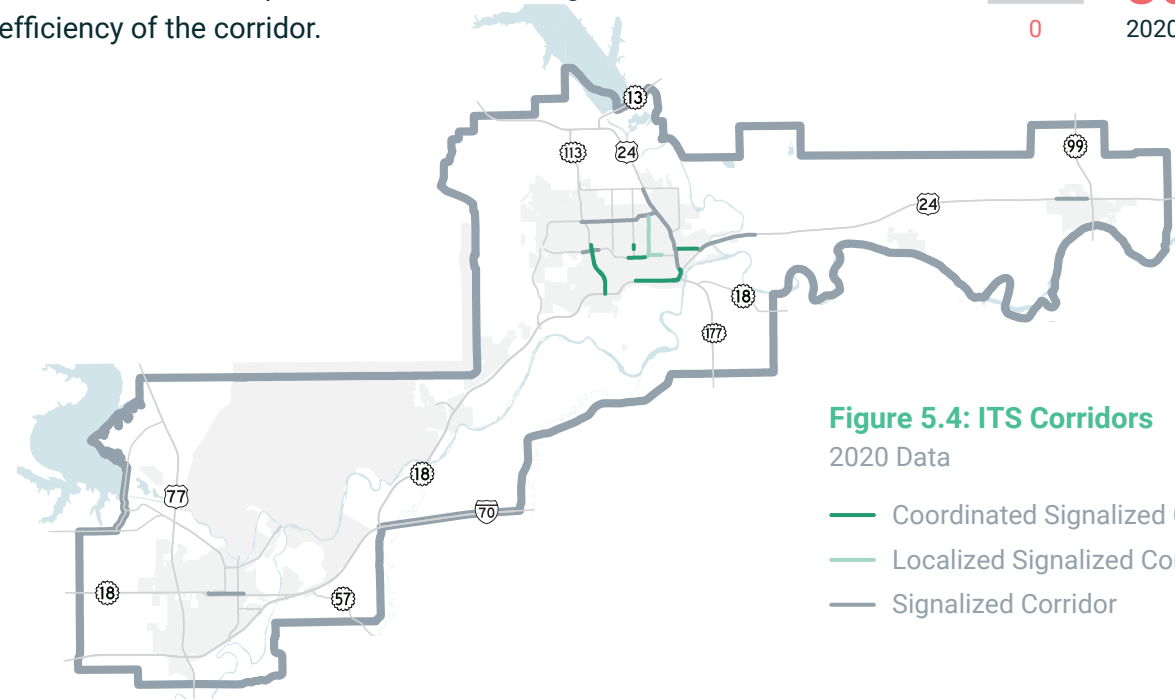 efficiency of the corridor.
0
2020
13
113
24
99
24
18
177
Figure 5.4: ITS Corridors
2020 Data
18
77
70
Coordinated Signalized
Localized Signalized
18
57
Signalized Corridor